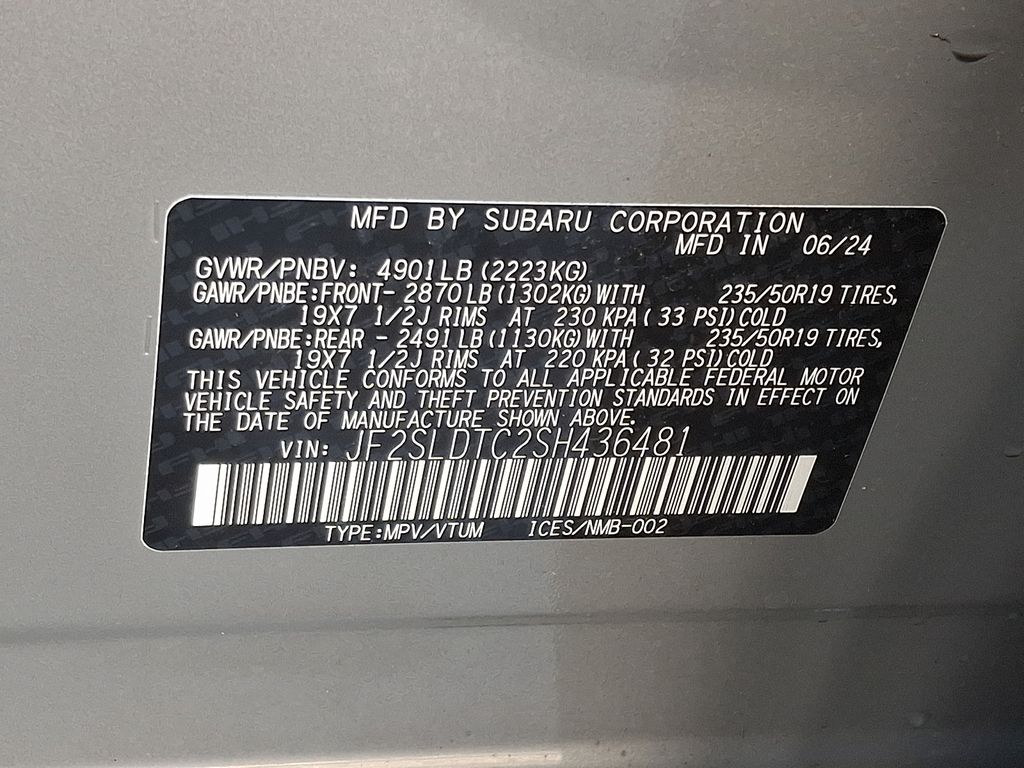 MFD BY SUBARU CORPORATION
MFD IN 06/24
GVWR/PNBV: 4901LB (2223KG)
GAWR/PNBE:FRONT- 2870LB (1302KG) WITH 235/50R19 TIRES,
19X7 1/2J RIMS AT 230 KPA ( 33 PSI) COLD
GAWR/PNBE:REAR - 2491LB (1130KG) WITH 235/50R19 TIRES,
19X7 1/2J RIMS AT 220 KPA (32 PSI) COLD
THIS VEHICLE CONFORMS TO ALL APPLICABLE FEDERAL MOTOR
VEHICLE SAFETY AND THEFT PREVENTION STANDARDS IN EFFECT ON
THE DATE OF MANUFACTURE SHOWN ABOVE.
VIN: JF2SLDTC2SH436481
TYPE:MPV/VTUM ICES/NMB-002